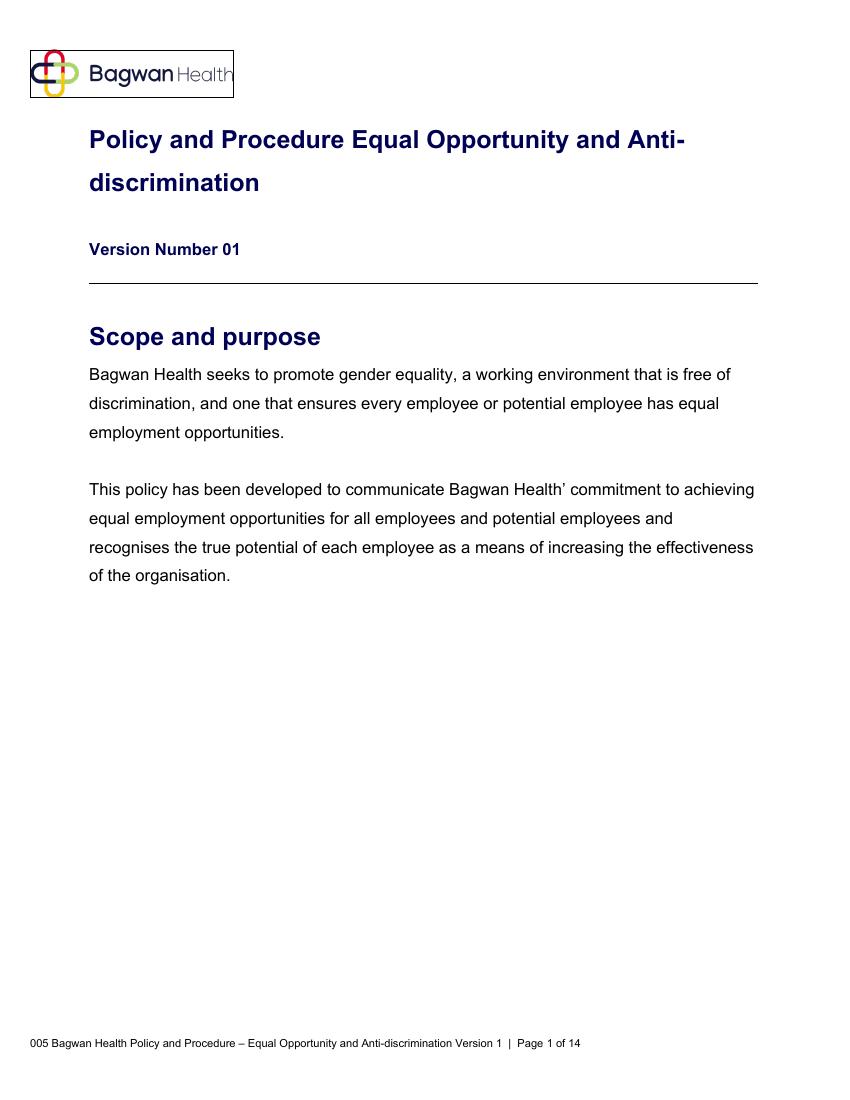 Bagwan Health
Policy and Procedure Equal Opportunity and Anti-
discrimination
Version Number 01
Scope and purpose
Bagwan Health seeks to promote gender equality, a working environment that is free of
discrimination, and one that ensures every employee or potential employee has equal
employment opportunities.
This policy has been developed to communicate Bagwan Health’ commitment to achieving
equal employment opportunities for all employees and potential employees and
recognises the true potential of each employee as a means of increasing the effectiveness
of the organisation.
005 Bagwan Health Policy and Procedure – Equal Opportunity and Anti-discrimination Version 1 | Page 1 of 14